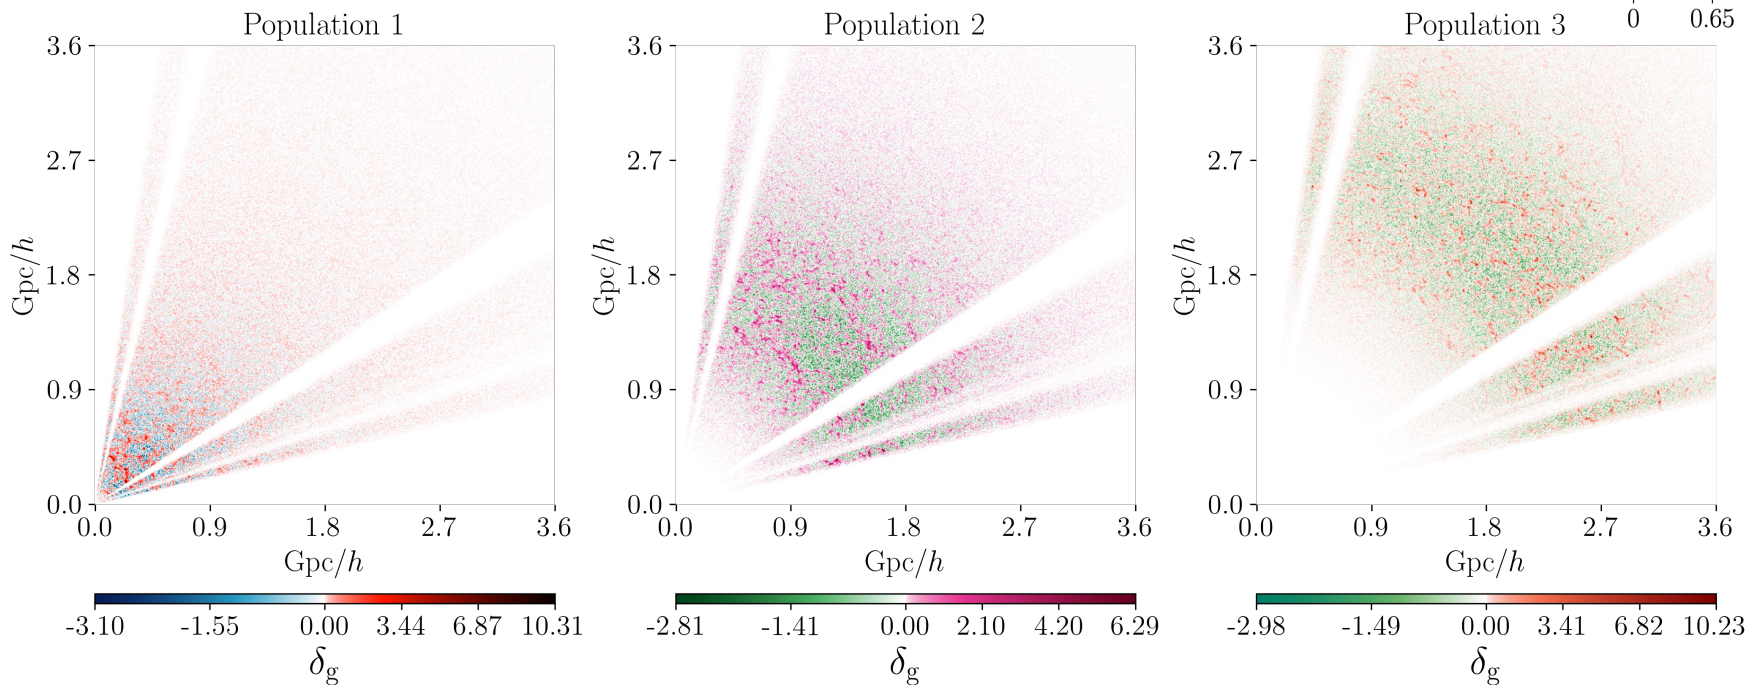 0 0.65
Population 1 Population 2 Population 3
3.6 3.6 3.6
2.7 2.7 2.7
Gpc/h Gpc/h Gpc/h
1.8 1.8 1.8
0.9 0.9 0.9
0.0 0.0 0.0
0.0 0.9 1.8 2.7 3.6 0.0 0.9 1.8 2.7 3.6 0.0 0.9 1.8 2.7 3.6
Gpc/h Gpc/h Gpc/h
-3.10 -1.55 0.00 3.44 6.87 10.31 -2.81 -1.41 0.00 2.10 4.20 6.29 -2.98 -1.49 0.00 3.41 6.82 10.23
δg δg δg